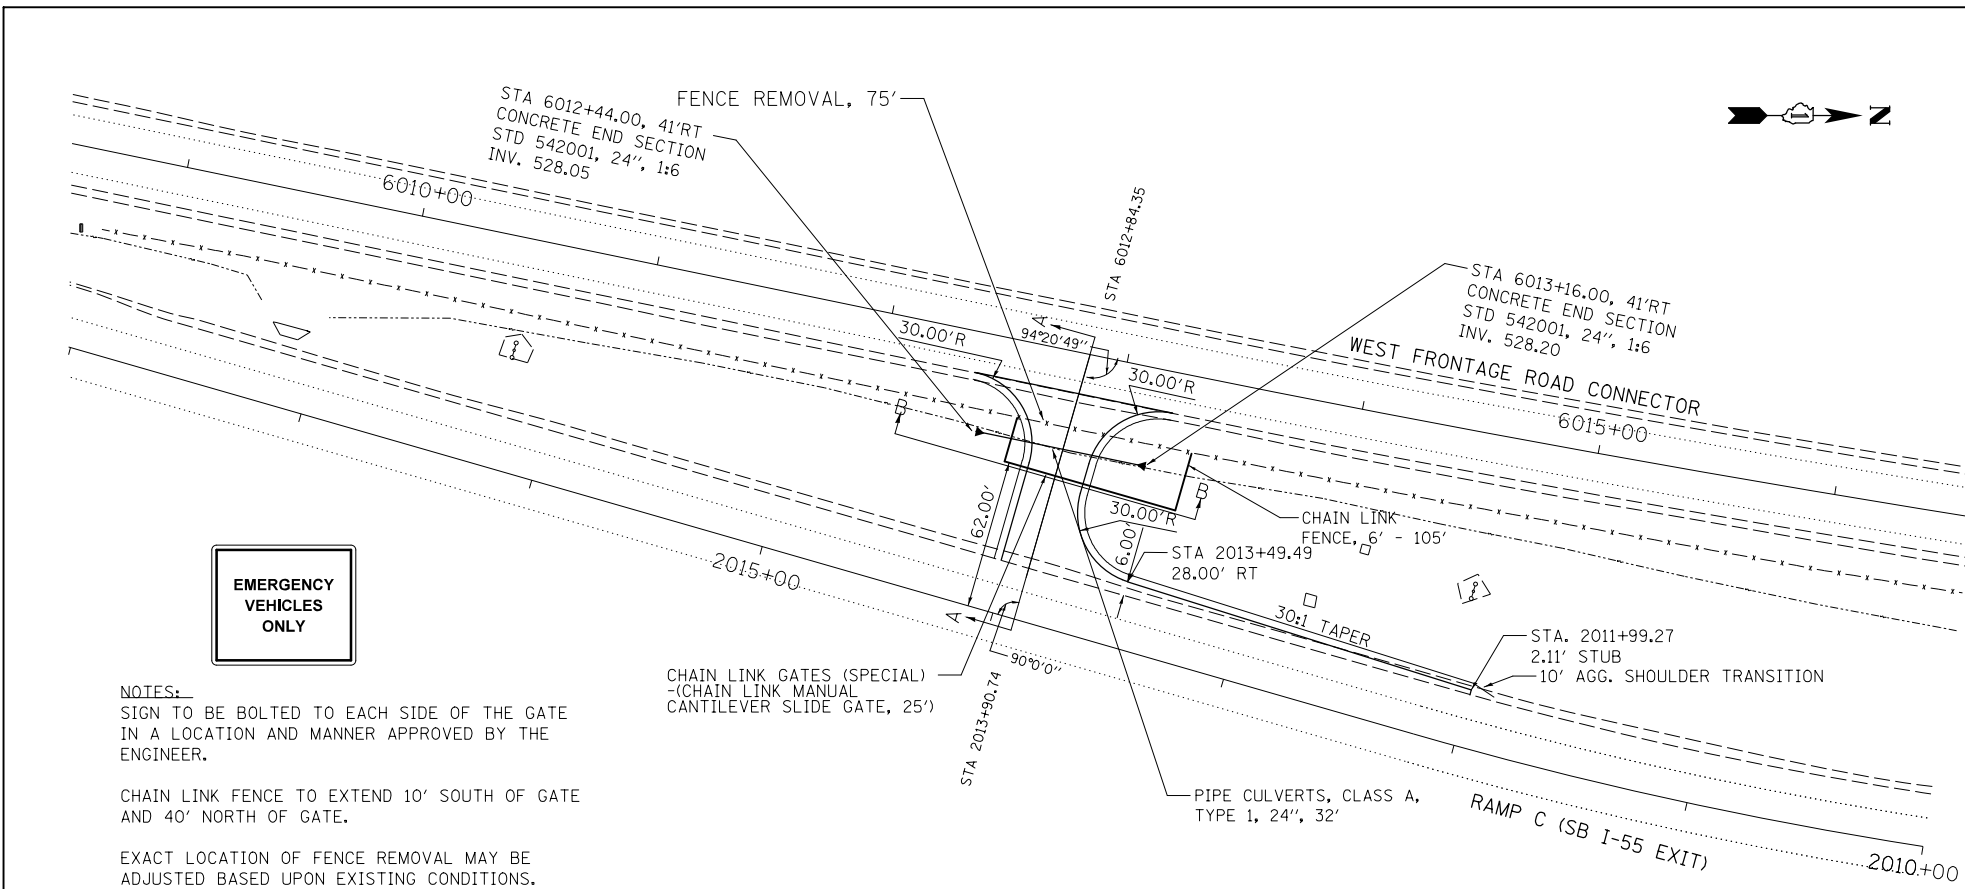 STA 6012+44.00, 41'RT
CONCRETE END SECTION
STD 542001, 24", 1:6
INV. 528.05
FENCE REMOVAL, 75'
N
6010+00
STA 6012+84.35
A
94°20'49"
30.00'R
30.00'R
STA 6013+16.00, 41'RT
CONCRETE END SECTION
STD 542001, 24", 1:6
INV. 528.20
WEST FRONTAGE ROAD CONNECTOR
6015+00
B
B
62.00'
30.00'R
6.00'
CHAIN LINK
FENCE, 6' - 105'
STA 2013+49.49
28.00' RT
2015+00
30:1 TAPER
A
90°0'0"
STA 2013+90.74
STA. 2011+99.27
2.11' STUB
10' AGG. SHOULDER TRANSITION
EMERGENCY
VEHICLES
ONLY
CHAIN LINK GATES (SPECIAL)
-(CHAIN LINK MANUAL
CANTILEVER SLIDE GATE, 25')
PIPE CULVERTS, CLASS A,
TYPE 1, 24", 32'
RAMP C (SB I-55 EXIT)
2010+00
NOTES:
SIGN TO BE BOLTED TO EACH SIDE OF THE GATE
IN A LOCATION AND MANNER APPROVED BY THE
ENGINEER.
CHAIN LINK FENCE TO EXTEND 10' SOUTH OF GATE
AND 40' NORTH OF GATE.
EXACT LOCATION OF FENCE REMOVAL MAY BE
ADJUSTED BASED UPON EXISTING CONDITIONS.